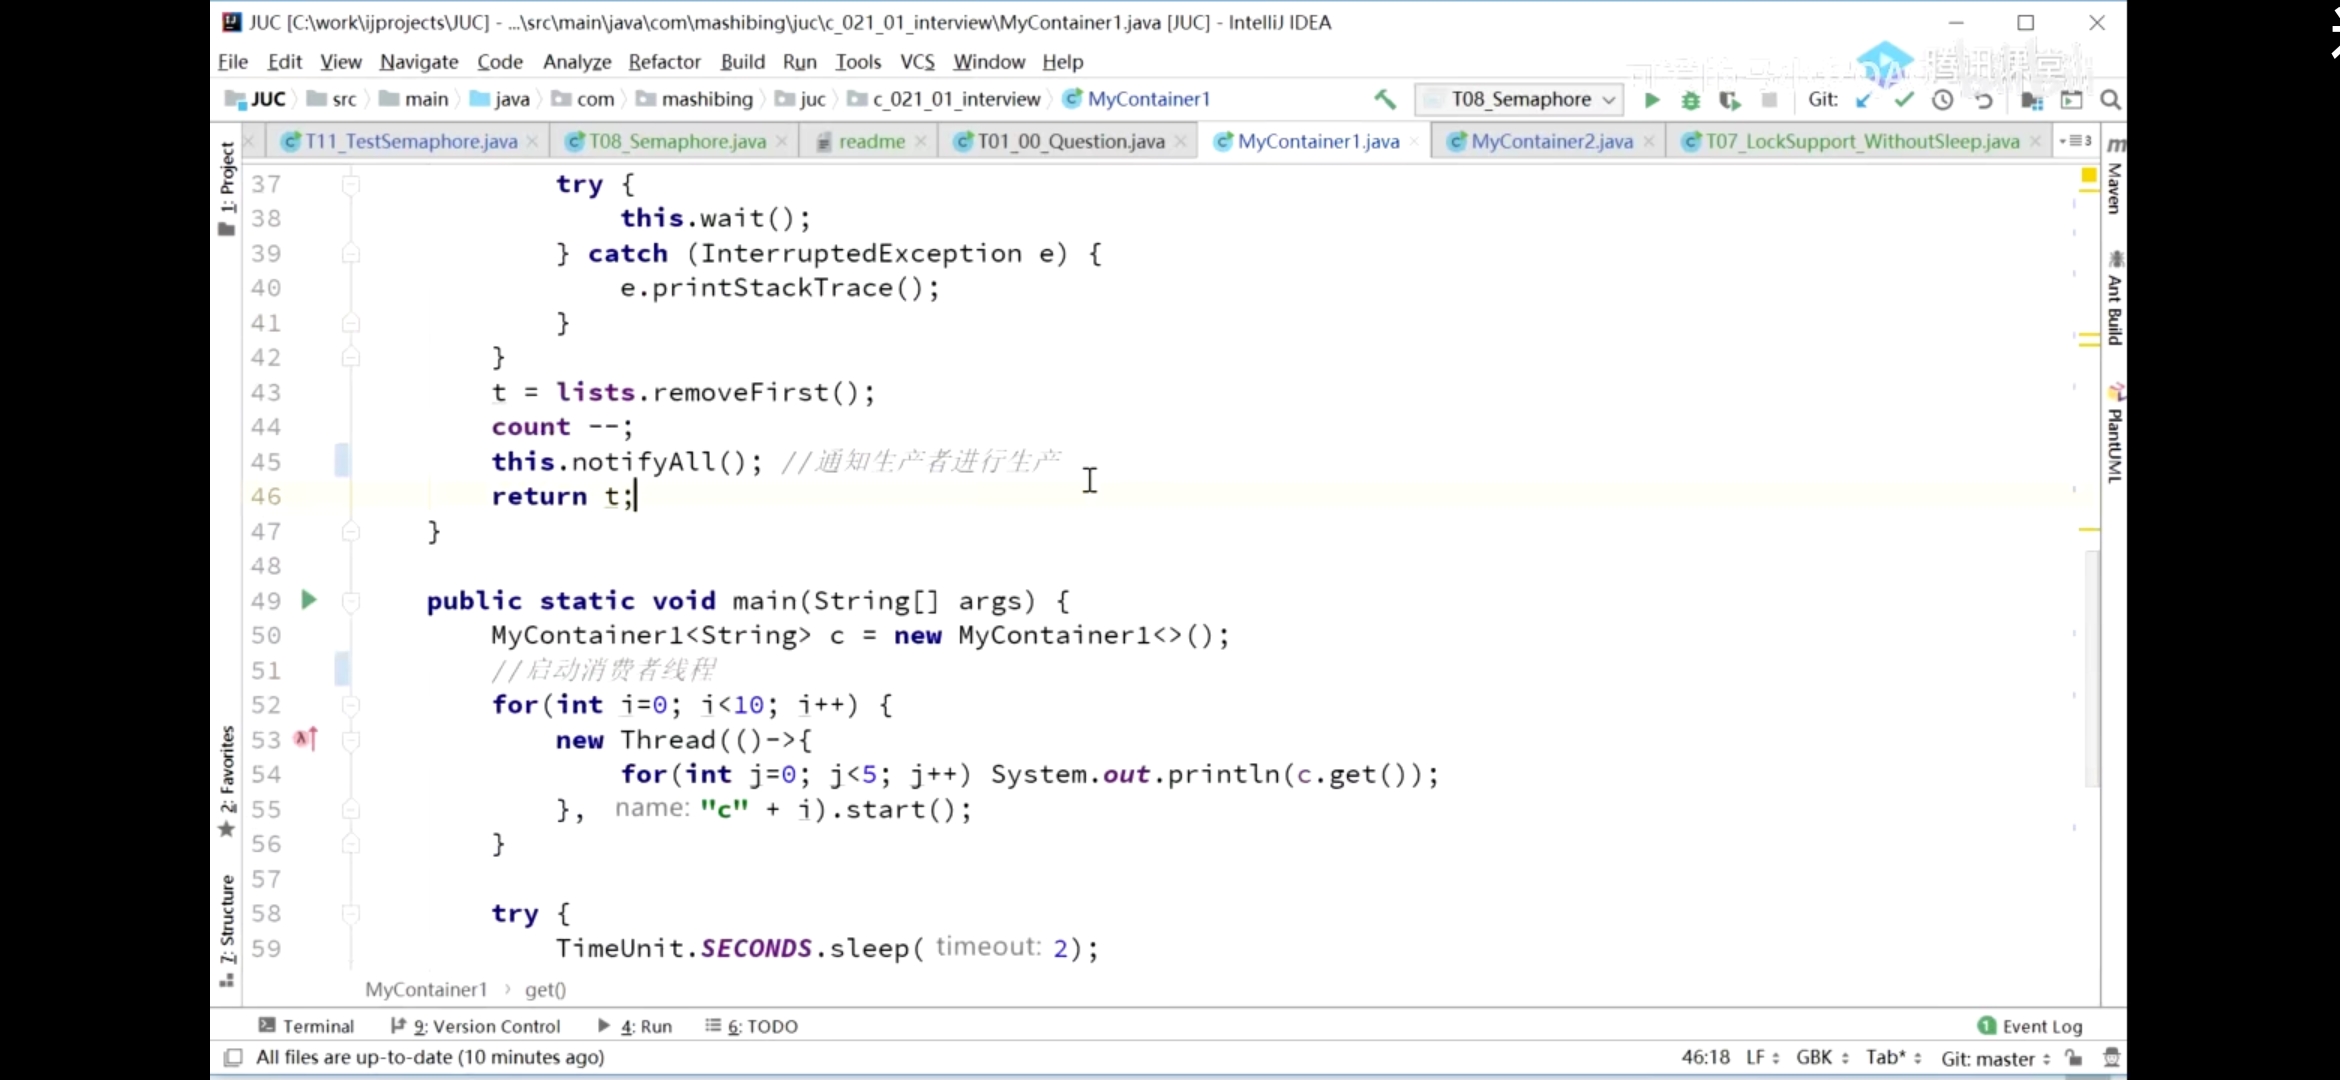 JUC [C:\work\ijprojects\JUC] - ...\src\main\java\com\mashibing\juc\c_021_01_interview\MyContainer1.java [JUC] - IntelliJ IDEA
File Edit View Navigate Code Analyze Refactor Build Run Tools VCS Window Help
腾讯课堂
JUC src main java com mashibing juc c_021_01_interview MyContainer1 T08_Semaphore Git:
T11_TestSemaphore.java T08_Semaphore.java readme T01_00_Question.java MyContainer1.java MyContainer2.java T07_LockSupport_WithoutSleep.java 3
1: Project
2: Favorites
7: Structure
Maven
Ant Build
PlantUML
37 try {
38 this.wait();
39 } catch (InterruptedException e) {
40 e.printStackTrace();
41 }
42 }
43 t = lists.removeFirst();
44 count --;
45 this.notifyAll(); //通知生产者进行生产
46 return t;
47 }
48
49 public static void main(String[] args) {
50 MyContainer1<String> c = new MyContainer1<>();
51 //启动消费者线程
52 for(int i=0; i<10; i++) {
53 new Thread(()->{
54 for(int j=0; j<5; j++) System.out.println(c.get());
55 }, name: "c" + i).start();
56 }
57
58 try {
59 TimeUnit.SECONDS.sleep( timeout: 2);
MyContainer1 › get()
Terminal 9: Version Control 4: Run 6: TODO 1 Event Log
All files are up-to-date (10 minutes ago) 46:18 LF GBK Tab* Git: master